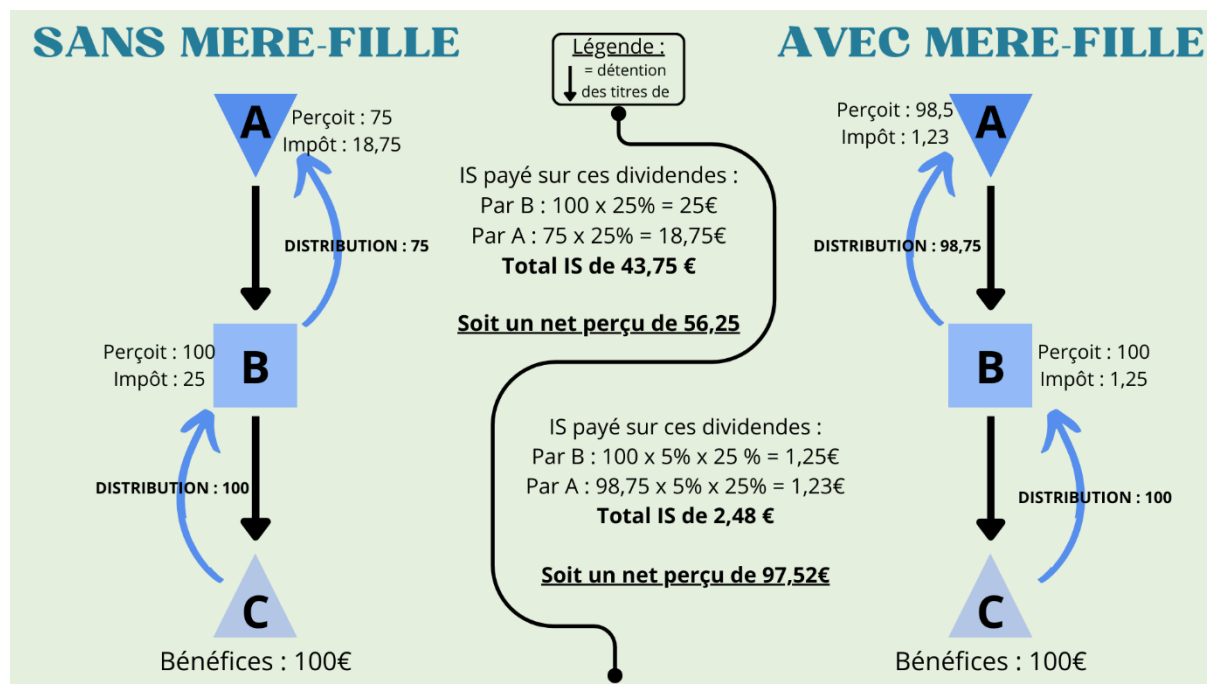 SANS MERE-FILLE
A
Perçoit : 75
Impôt : 18,75
DISTRIBUTION : 75
Perçoit : 100
Impôt : 25
B
DISTRIBUTION : 100
C
Bénéfices : 100€
Légende :
= détention
des titres de
IS payé sur ces dividendes :
Par B : 100 x 25% = 25€
Par A : 75 x 25% = 18,75€
Total IS de 43,75 €
Soit un net perçu de 56,25
IS payé sur ces dividendes :
Par B : 100 x 5% x 25 % = 1,25€
Par A : 98,75 x 5% x 25% = 1,23€
Total IS de 2,48 €
Soit un net perçu de 97,52€
AVEC MERE-FILLE
Perçoit : 98,5
Impôt : 1,23
A
DISTRIBUTION : 98,75
B
Perçoit : 100
Impôt : 1,25
DISTRIBUTION : 100
C
Bénéfices : 100€